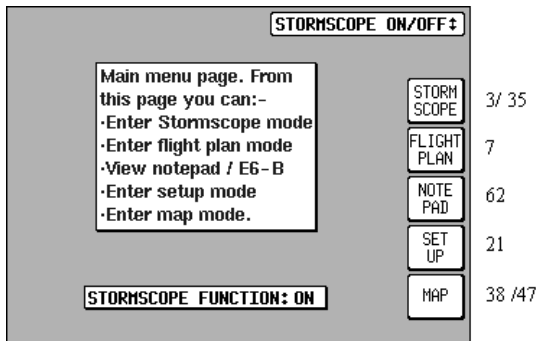 STORMSCOPE ON/OFF↕
Main menu page. From
this page you can:-
·Enter Stormscope mode
·Enter flight plan mode
·View notepad / E6-B
·Enter setup mode
·Enter map mode.
STORM
SCOPE
3/ 35
FLIGHT
PLAN
7
NOTE
PAD
62
SET
UP
21
MAP
38 /47
STORMSCOPE FUNCTION: ON